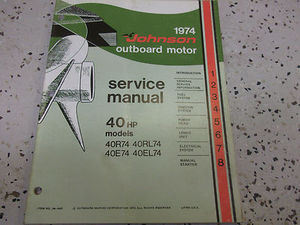 1974
Johnson
outboard motor
service
manual
40 HP
models
40R74 40RL74
40E74 40EL74
INTRODUCTION
GENERAL
SERVICE
INFORMATION
1
FUEL
SYSTEM
2
IGNITION
SYSTEM
3
POWER
HEAD
4
LOWER
UNIT
5
ELECTRICAL
SYSTEM
6
MANUAL
STARTER
7
8